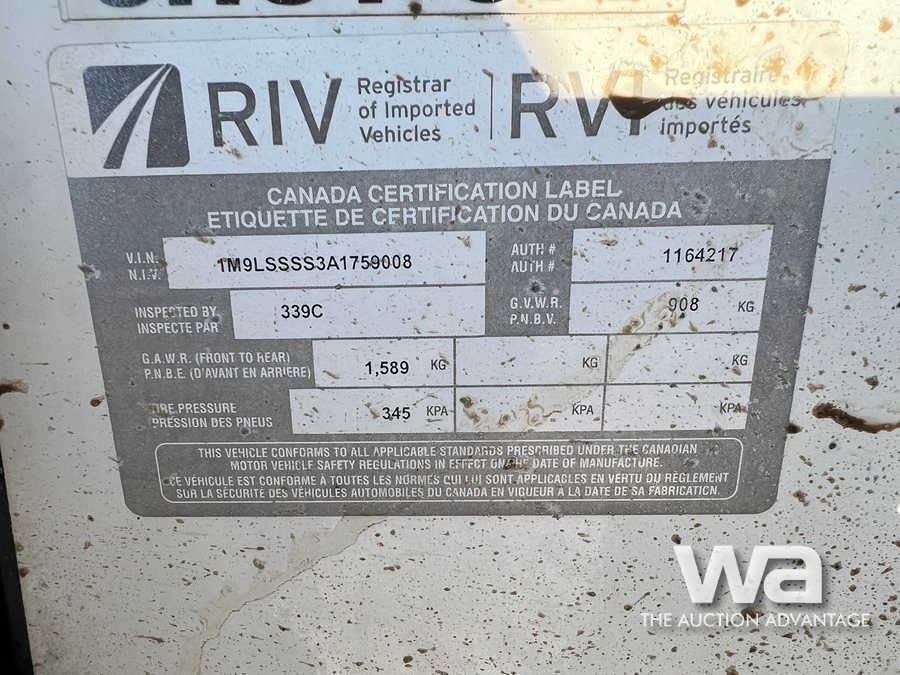 RIV
Registrar
of Imported
Vehicles
RVI
Registraire
des véhicules
importés
CANADA CERTIFICATION LABEL
ETIQUETTE DE CERTIFICATION DU CANADA
V.I.N.
N.I.V.
1M9LSSSS3A1759008
AUTH #
AUTH #
1164217
INSPECTED BY
INSPECTE PAR
339C
G.V.W.R.
P.N.B.V.
908 KG
G.A.W.R. (FRONT TO REAR)
P.N.B.E. (D'AVANT EN ARRIERE)
1,589 KG
KG
KG
TIRE PRESSURE
PRESSION DES PNEUS
345 KPA
KPA
KPA
THIS VEHICLE CONFORMS TO ALL APPLICABLE STANDARDS PRESCRIBED UNDER THE CANADIAN
MOTOR VEHICLE SAFETY REGULATIONS IN EFFECT ON THE DATE OF MANUFACTURE.
CE VÉHICULE EST CONFORME À TOUTES LES NORMES QUI LUI SONT APPLICABLES EN VERTU DU RÈGLEMENT
SUR LA SÉCURITÉ DES VÉHICULES AUTOMOBILES DU CANADA EN VIGUEUR A LA DATE DE SA FABRICATION.
wa
THE AUCTION ADVANTAGE